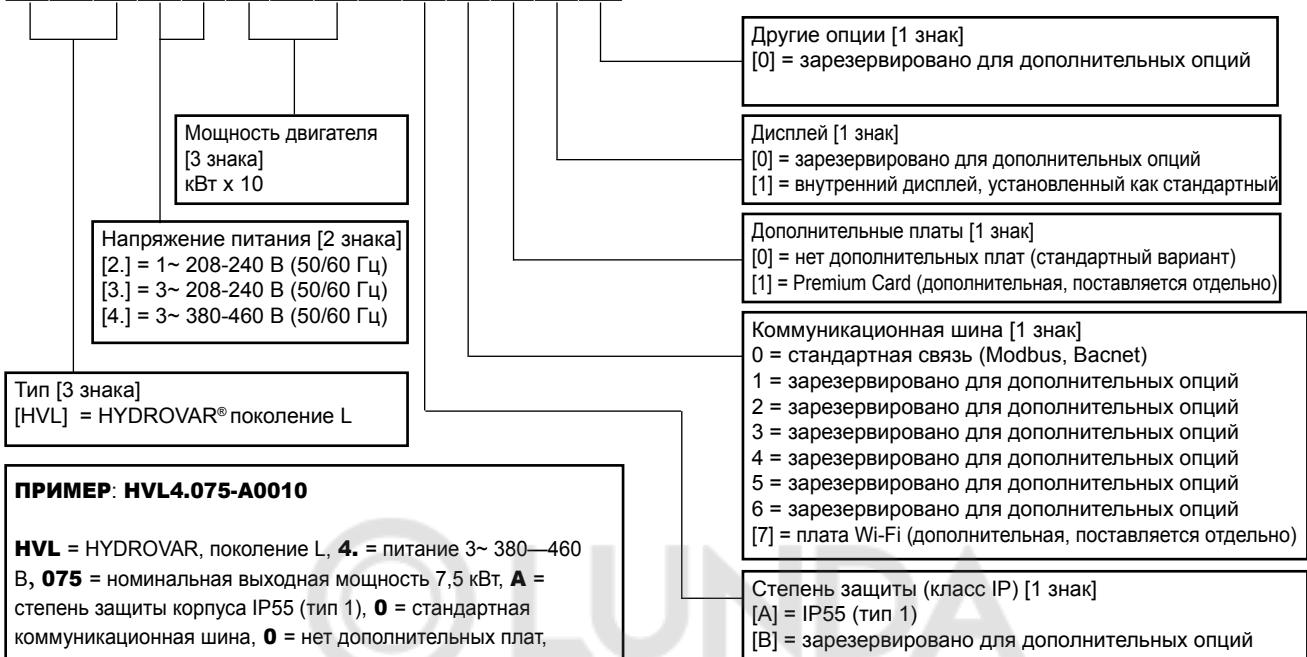 Другие опции [1 знак]
[0] = зарезервировано для дополнительных опций
Мощность двигателя
[3 знака]
кВт x 10
Дисплей [1 знак]
[0] = зарезервировано для дополнительных опций
[1] = внутренний дисплей, установленный как стандартный
Напряжение питания [2 знака]
[2.] = 1~ 208-240 В (50/60 Гц)
[3.] = 3~ 208-240 В (50/60 Гц)
[4.] = 3~ 380-460 В (50/60 Гц)
Дополнительные платы [1 знак]
[0] = нет дополнительных плат (стандартный вариант)
[1] = Premium Card (дополнительная, поставляется отдельно)
Тип [3 знака]
[HVL] = HYDROVAR® поколение L
Коммуникационная шина [1 знак]
0 = стандартная связь (Modbus, Bacnet)
1 = зарезервировано для дополнительных опций
2 = зарезервировано для дополнительных опций
3 = зарезервировано для дополнительных опций
4 = зарезервировано для дополнительных опций
5 = зарезервировано для дополнительных опций
6 = зарезервировано для дополнительных опций
[7] = плата Wi-Fi (дополнительная, поставляется отдельно)
ПРИМЕР: HVL4.075-A0010
HVL = HYDROVAR, поколение L, 4. = питание 3~ 380—460
В, 075 = номинальная выходная мощность 7,5 кВт, A =
степень защиты корпуса IP55 (тип 1), 0 = стандартная
коммуникационная шина, 0 = нет дополнительных плат,
Степень защиты (класс IP) [1 знак]
[A] = IP55 (тип 1)
[B] = зарезервировано для дополнительных опций
LUNDA